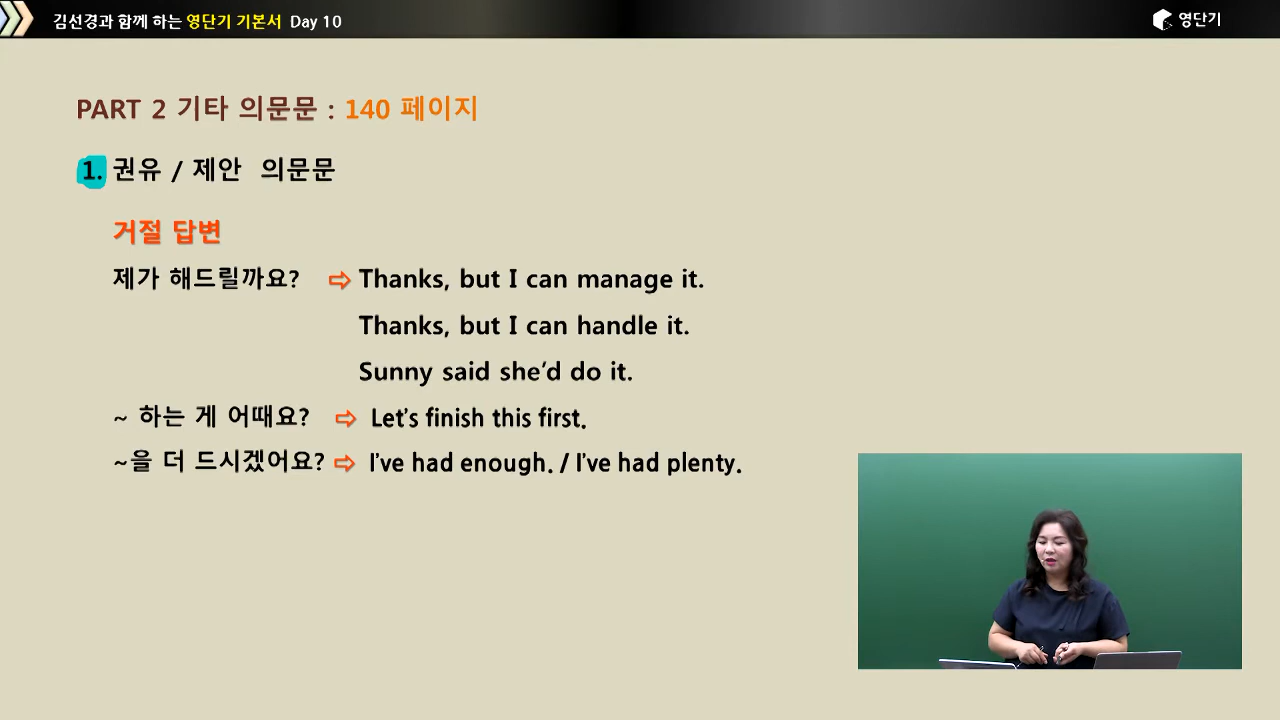 김선경과 함께 하는 영단기 기본서 Day 10
영단기
PART 2 기타 의문문 : 140 페이지
1. 권유 / 제안 의문문
거절 답변
제가 해드릴까요? ⇨ Thanks, but I can manage it.
Thanks, but I can handle it.
Sunny said she’d do it.
~ 하는 게 어때요? ⇨ Let’s finish this first.
~을 더 드시겠어요? ⇨ I’ve had enough. / I’ve had plenty.